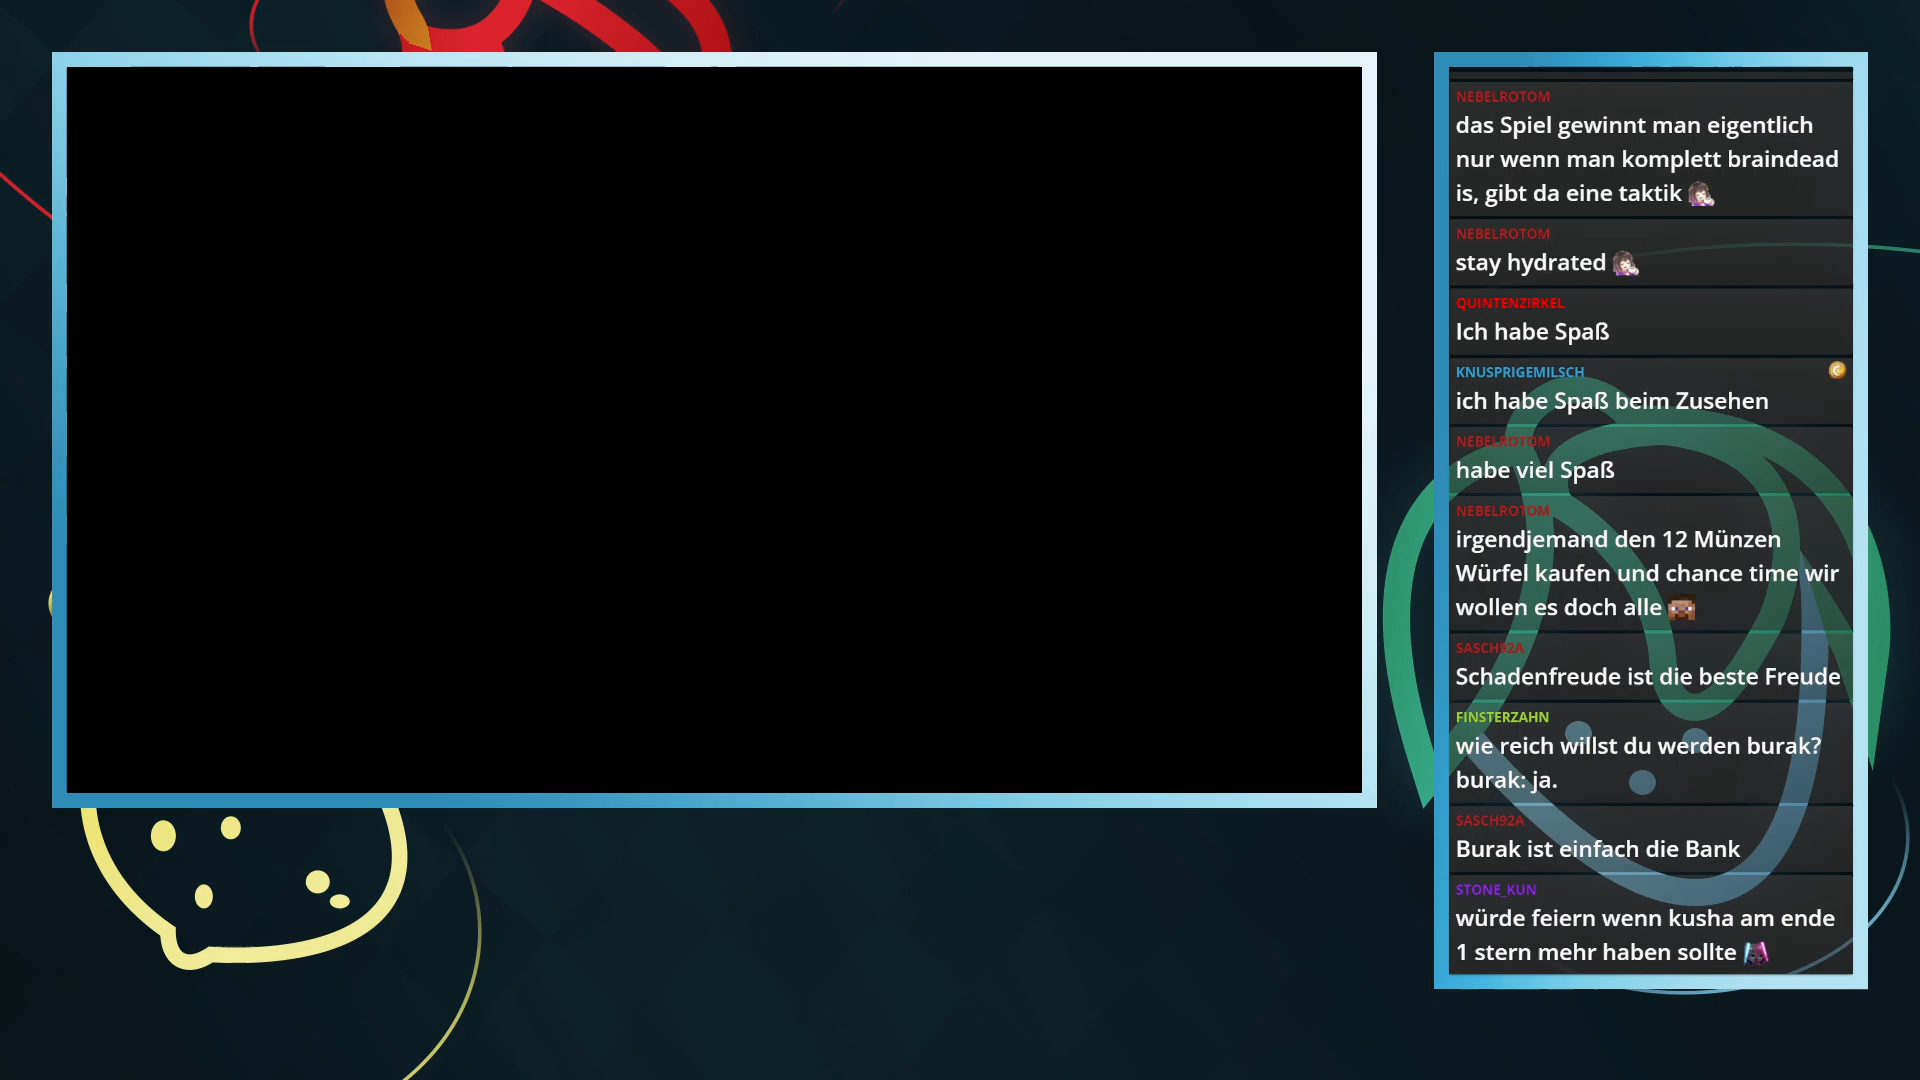 NEBELROTOM
das Spiel gewinnt man eigentlich
nur wenn man komplett braindead
is, gibt da eine taktik
NEBELROTOM
stay hydrated
QUINTENZIRKEL
Ich habe Spaß
KNUSPRIGEMILSCH
ich habe Spaß beim Zusehen
NEBELROTOM
habe viel Spaß
NEBELROTOM
irgendjemand den 12 Münzen
Würfel kaufen und chance time wir
wollen es doch alle
SASCH92A
Schadenfreude ist die beste Freude
FINSTERZAHN
wie reich willst du werden burak?
burak: ja.
SASCH92A
Burak ist einfach die Bank
STONE_KUN
würde feiern wenn kusha am ende
1 stern mehr haben sollte